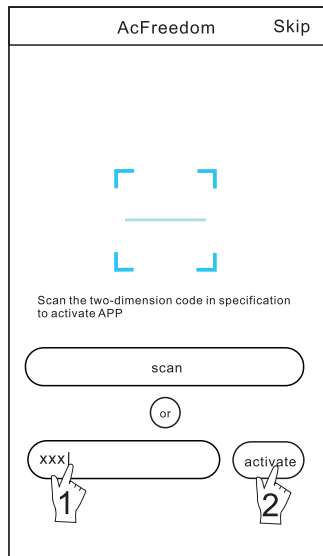 AcFreedom Skip
Scan the two-dimension code in specification
to activate APP
scan
or
xxx activate
1 2